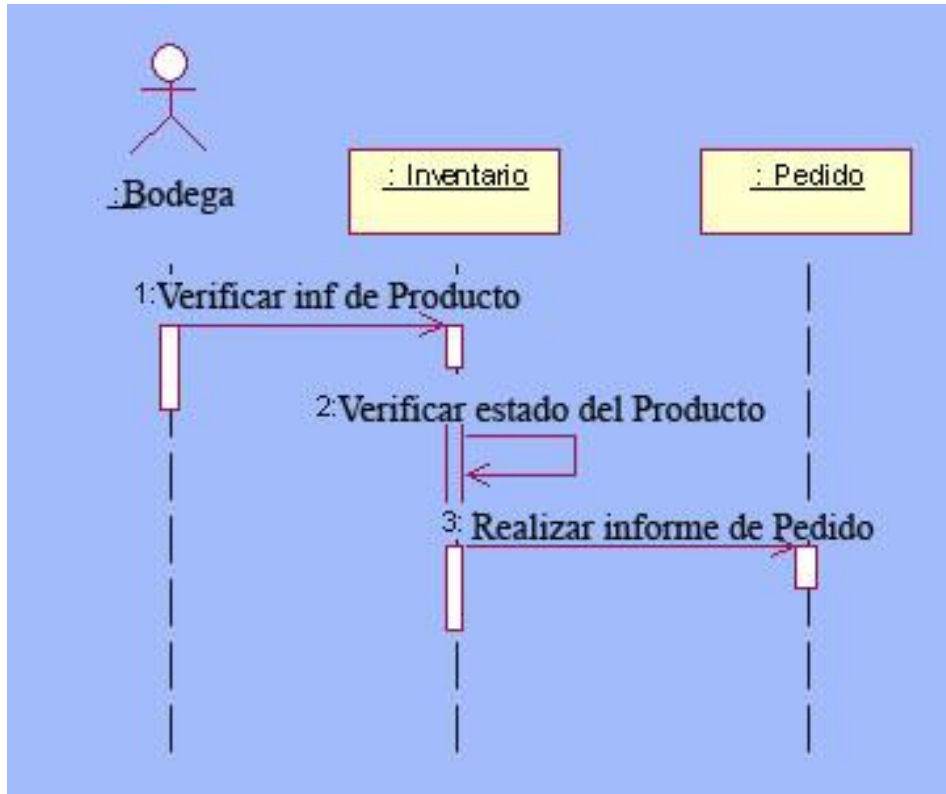 :Bodega
: Inventario
: Pedido
1:Verificar inf de Producto
2:Verificar estado del Producto
3: Realizar informe de Pedido